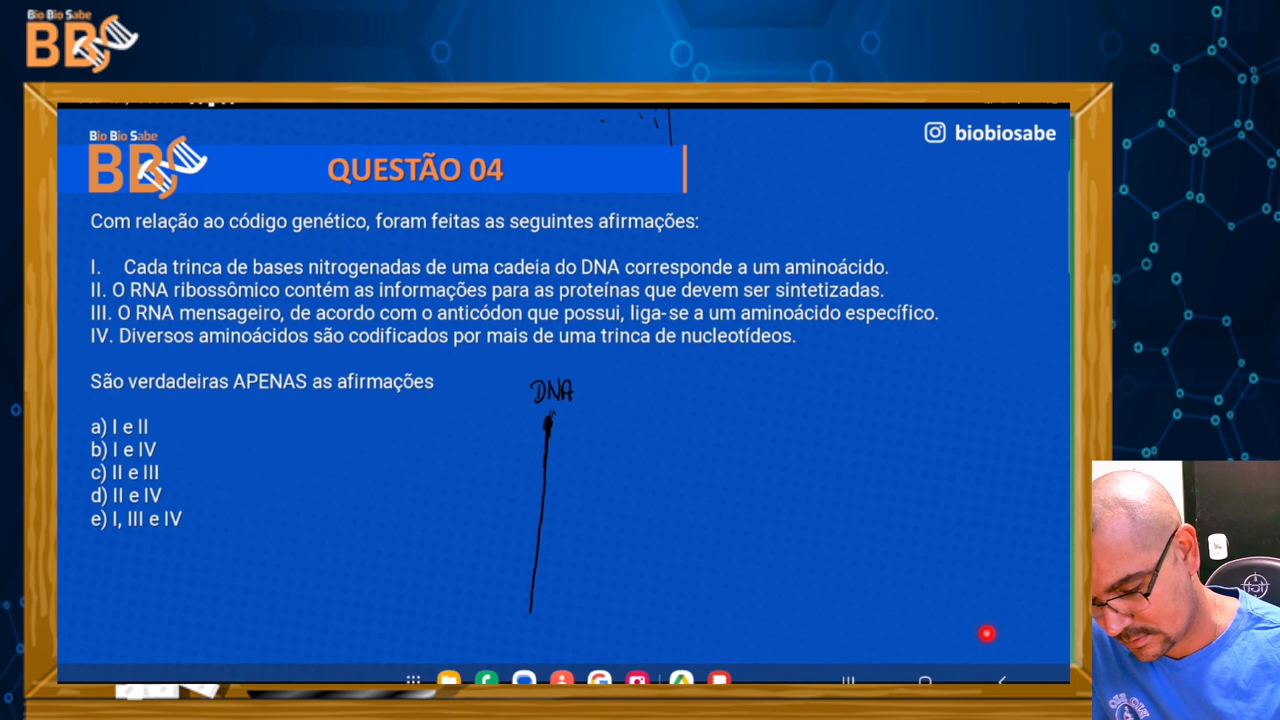 Bio Bio Sabe
BBS
Bio Bio Sabe
BBS
biobiosabe
QUESTÃO 04
Com relação ao código genético, foram feitas as seguintes afirmações:
I. Cada trinca de bases nitrogenadas de uma cadeia do DNA corresponde a um aminoácido.
II. O RNA ribossômico contém as informações para as proteínas que devem ser sintetizadas.
III. O RNA mensageiro, de acordo com o anticódon que possui, liga-se a um aminoácido específico.
IV. Diversos aminoácidos são codificados por mais de uma trinca de nucleotídeos.
São verdadeiras APENAS as afirmações
DNA
a) I e II
b) I e IV
c) II e III
d) II e IV
e) I, III e IV